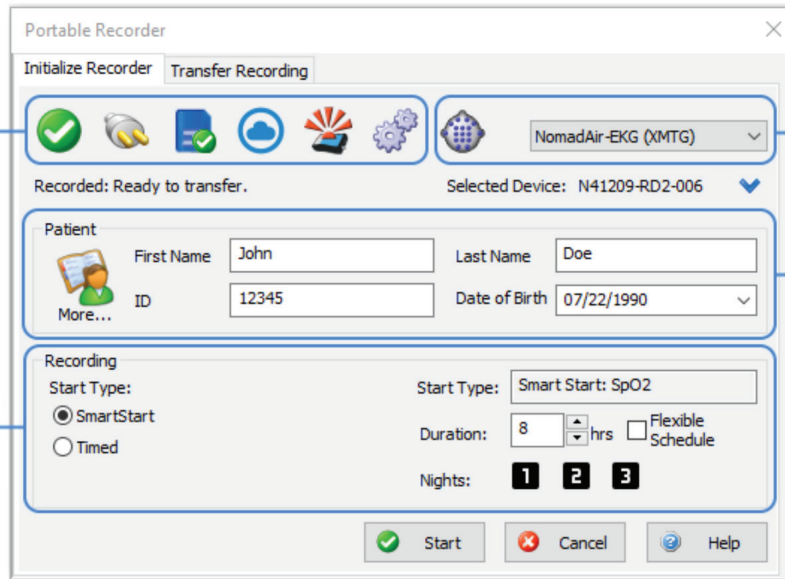 Portable Recorder
Initialize Recorder Transfer Recording
NomadAir-EKG (XMTG)
Recorded: Ready to transfer. Selected Device: N41209-RD2-006
Patient
First Name John Last Name Doe
ID 12345 Date of Birth 07/22/1990
More...
Recording
Start Type: Start Type: Smart Start: SpO2
SmartStart
Duration: 8 hrs Flexible Schedule
Timed
Nights: 1 2 3
Start Cancel Help